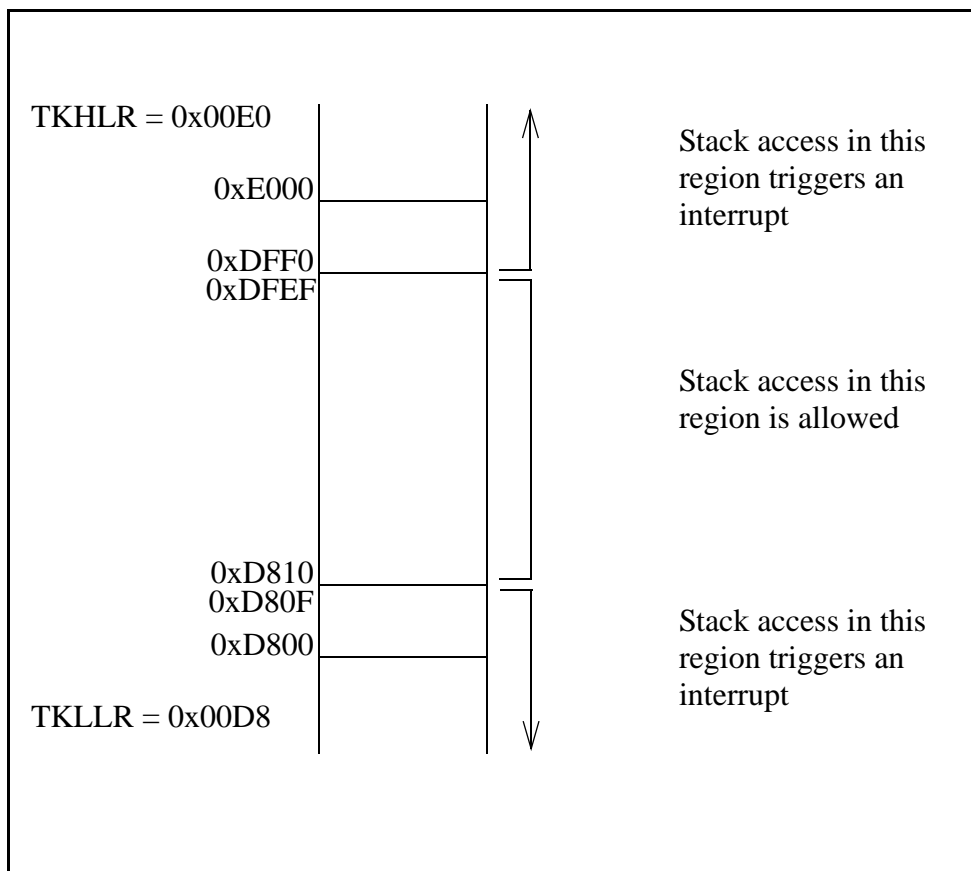 TKHLR = 0x00E0
Stack access in this
region triggers an
interrupt
0xE000
0xDFF0
0xDFEF
Stack access in this
region is allowed
0xD810
0xD80F
0xD800
Stack access in this
region triggers an
interrupt
TKLLR = 0x00D8